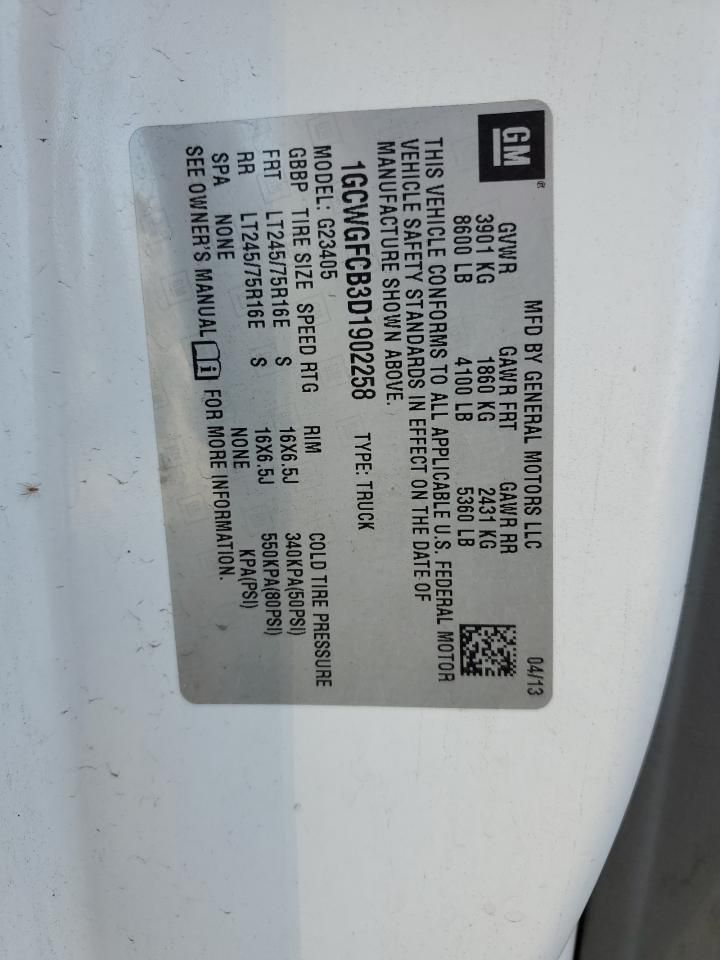 GM®
MFD BY GENERAL MOTORS LLC 04/13
GVWR GAWR FRT GAWR RR
3901 KG 1860 KG 2431 KG
8600 LB 4100 LB 5360 LB
THIS VEHICLE CONFORMS TO ALL APPLICABLE U.S. FEDERAL MOTOR
VEHICLE SAFETY STANDARDS IN EFFECT ON THE DATE OF
MANUFACTURE SHOWN ABOVE.
1GCWGFCB3D1902258 TYPE: TRUCK
MODEL: G23405
GBBP TIRE SIZE SPEED RTG RIM COLD TIRE PRESSURE
FRT LT245/75R16E S 16X6.5J 340KPA(50PSI)
RR LT245/75R16E S 16X6.5J 550KPA(80PSI)
SPA NONE NONE KPA(PSI)
SEE OWNER'S MANUAL FOR MORE INFORMATION.